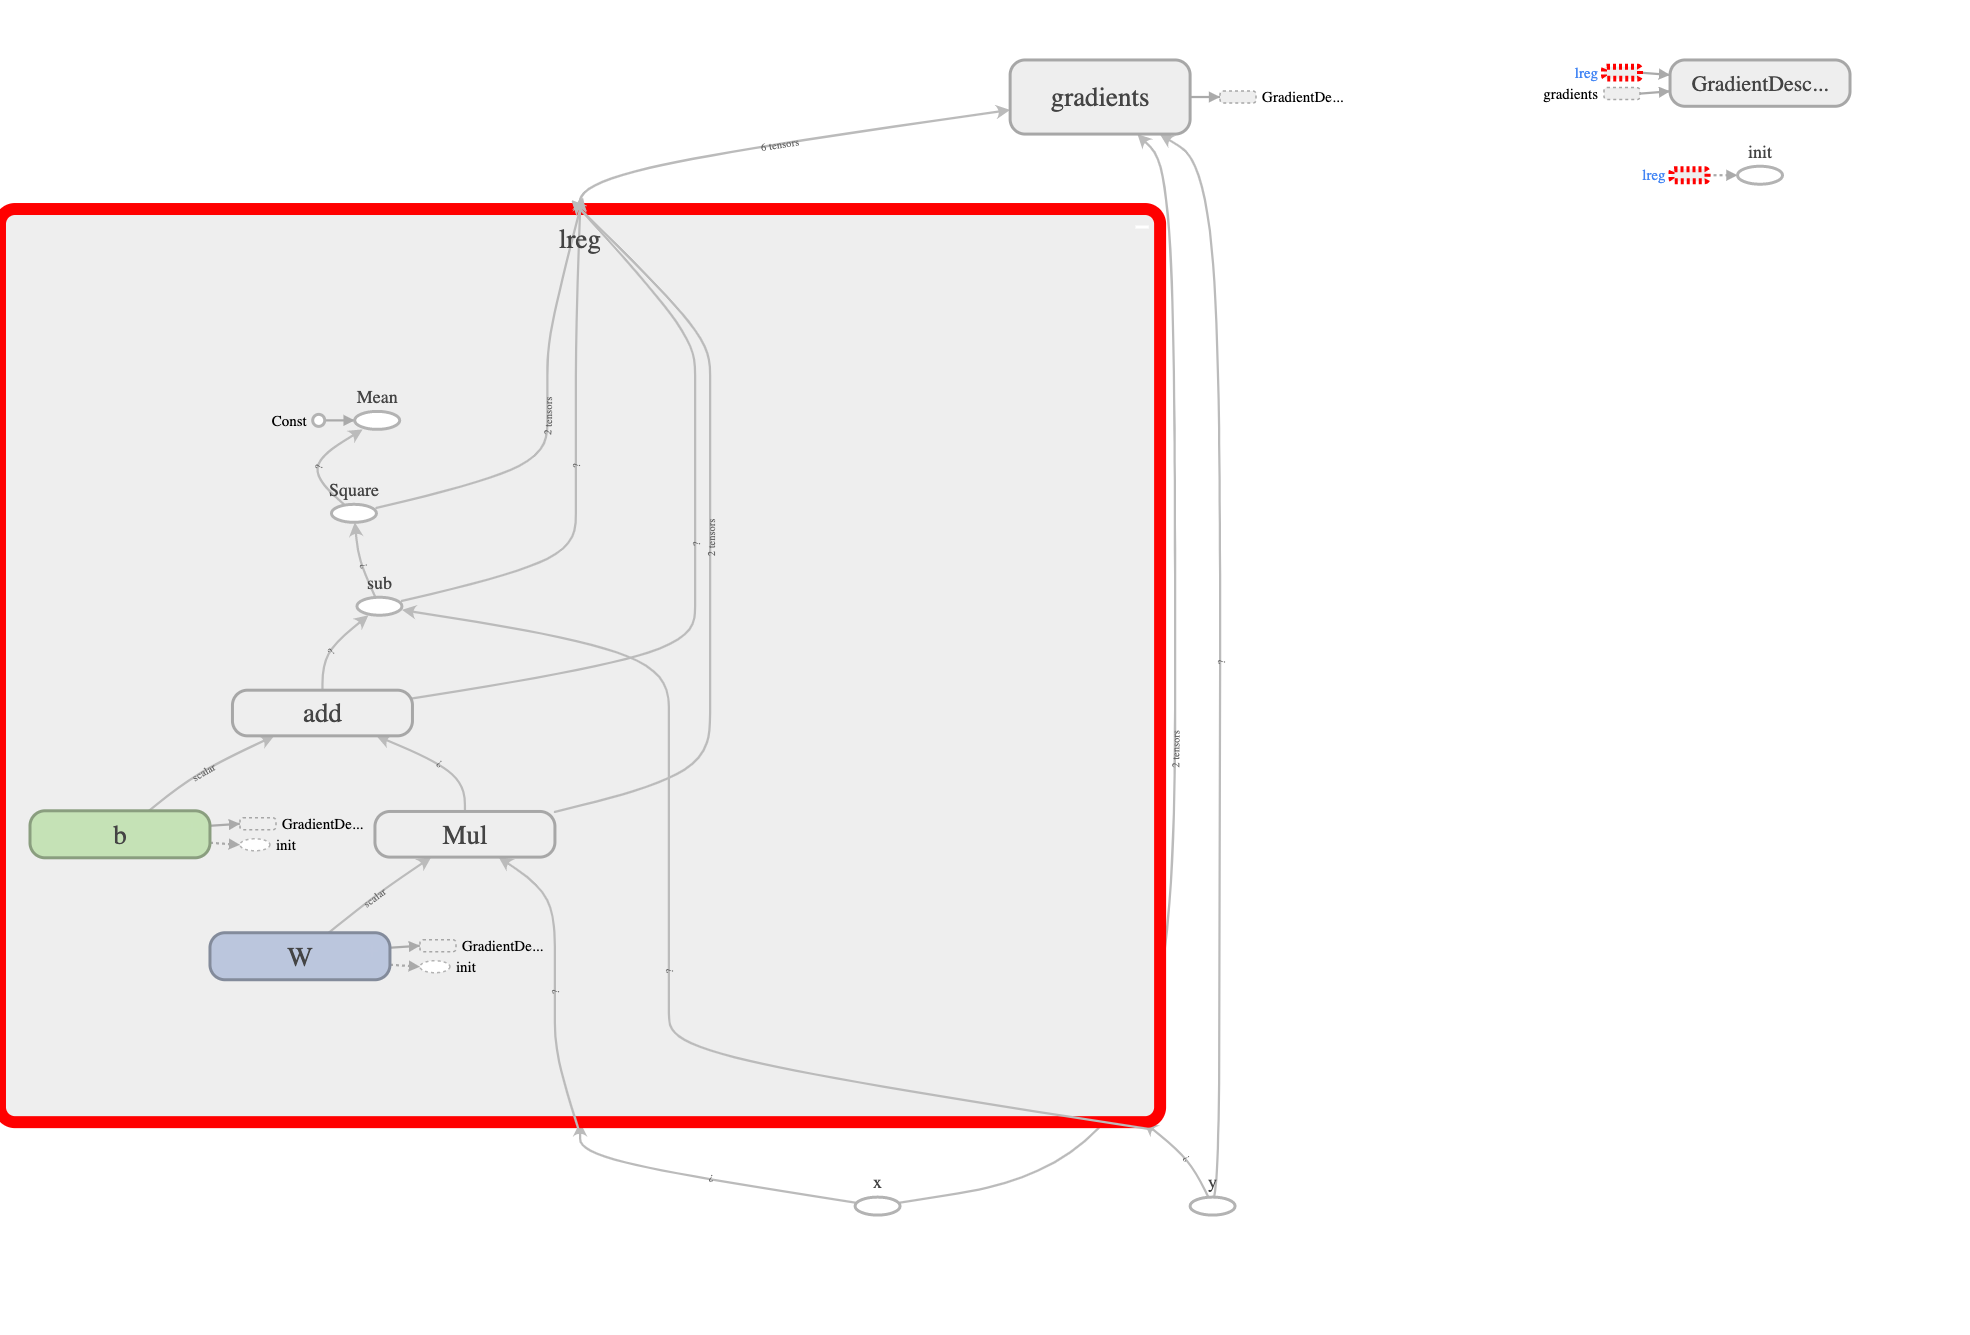 gradients
GradientDe...
lreg
gradients
GradientDesc...
init
lreg
6 tensors
lreg
Mean
Const
2 tensors
?
?
Square
?
2 tensors
?
sub
?
?
add
scalar
?
2 tensors
b
GradientDe...
init
Mul
scalar
W
GradientDe...
init
?
?
?
?
x
y